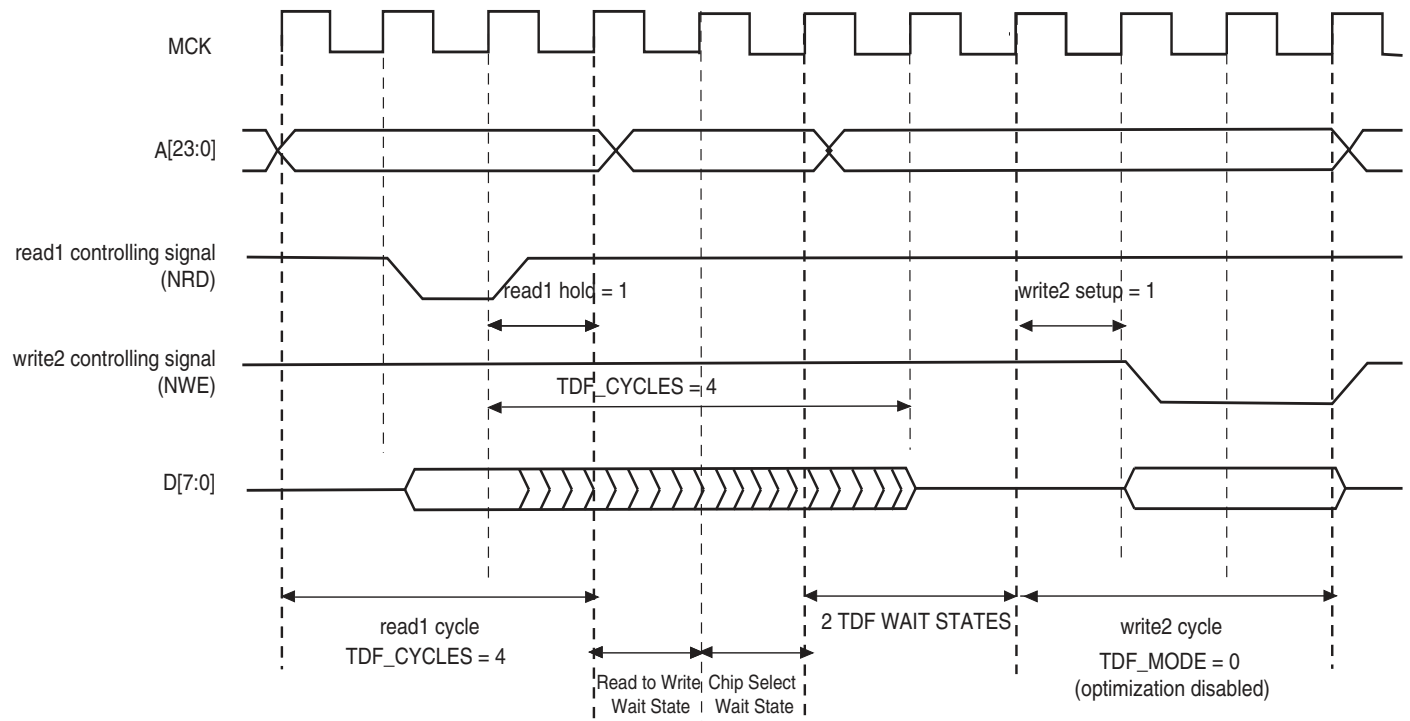 MCK
A[23:0]
read1 controlling signal
(NRD)
read1 hold = 1
write2 setup = 1
write2 controlling signal
(NWE)
TDF_CYCLES = 4
D[7:0]
read1 cycle
TDF_CYCLES = 4
Read to Write
Wait State
Chip Select
Wait State
2 TDF WAIT STATES
write2 cycle
TDF_MODE = 0
(optimization disabled)